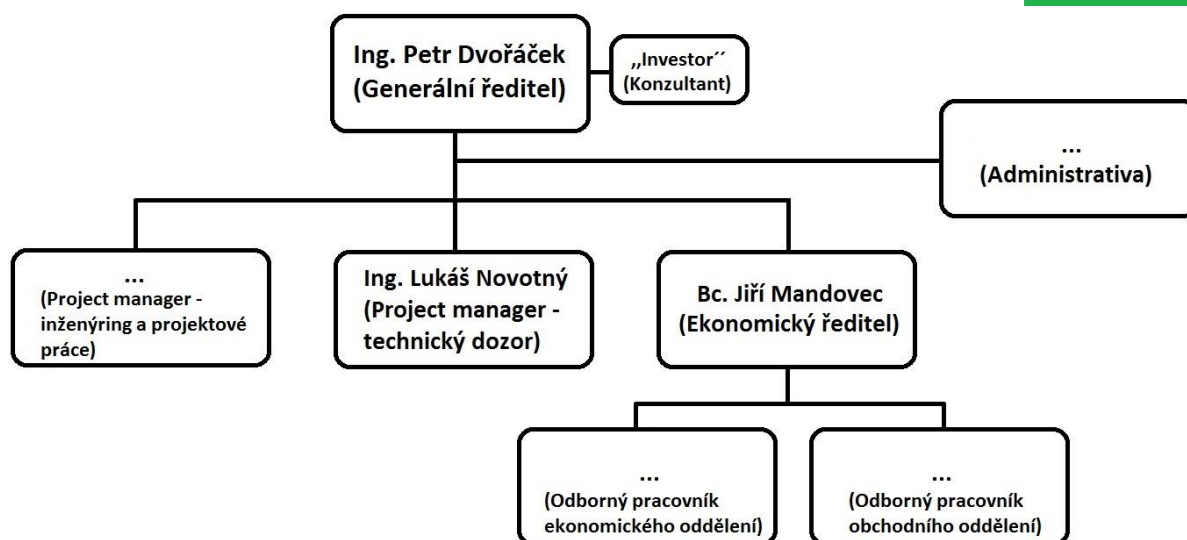 Ing. Petr Dvořáček
(Generální ředitel)
,,Investor´´
(Konzultant)
...
(Administrativa)
...
(Project manager -
inženýring a projektové
práce)
Ing. Lukáš Novotný
(Project manager -
technický dozor)
Bc. Jiří Mandovec
(Ekonomický ředitel)
...
(Odborný pracovník
ekonomického oddělení)
...
(Odborný pracovník
obchodního oddělení)